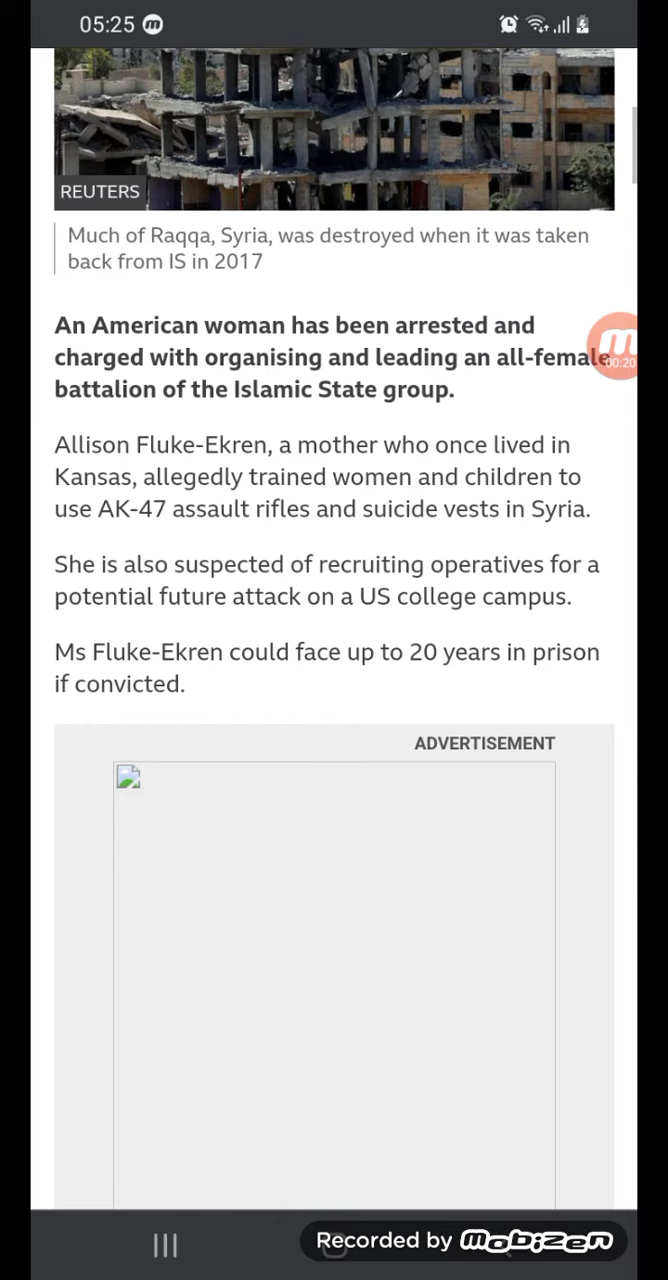 05:25 m
REUTERS
Much of Raqqa, Syria, was destroyed when it was taken
back from IS in 2017
An American woman has been arrested and
charged with organising and leading an all-female
battalion of the Islamic State group.
m
00:20
Allison Fluke-Ekren, a mother who once lived in
Kansas, allegedly trained women and children to
use AK-47 assault rifles and suicide vests in Syria.
She is also suspected of recruiting operatives for a
potential future attack on a US college campus.
Ms Fluke-Ekren could face up to 20 years in prison
if convicted.
ADVERTISEMENT
Recorded by mobizen